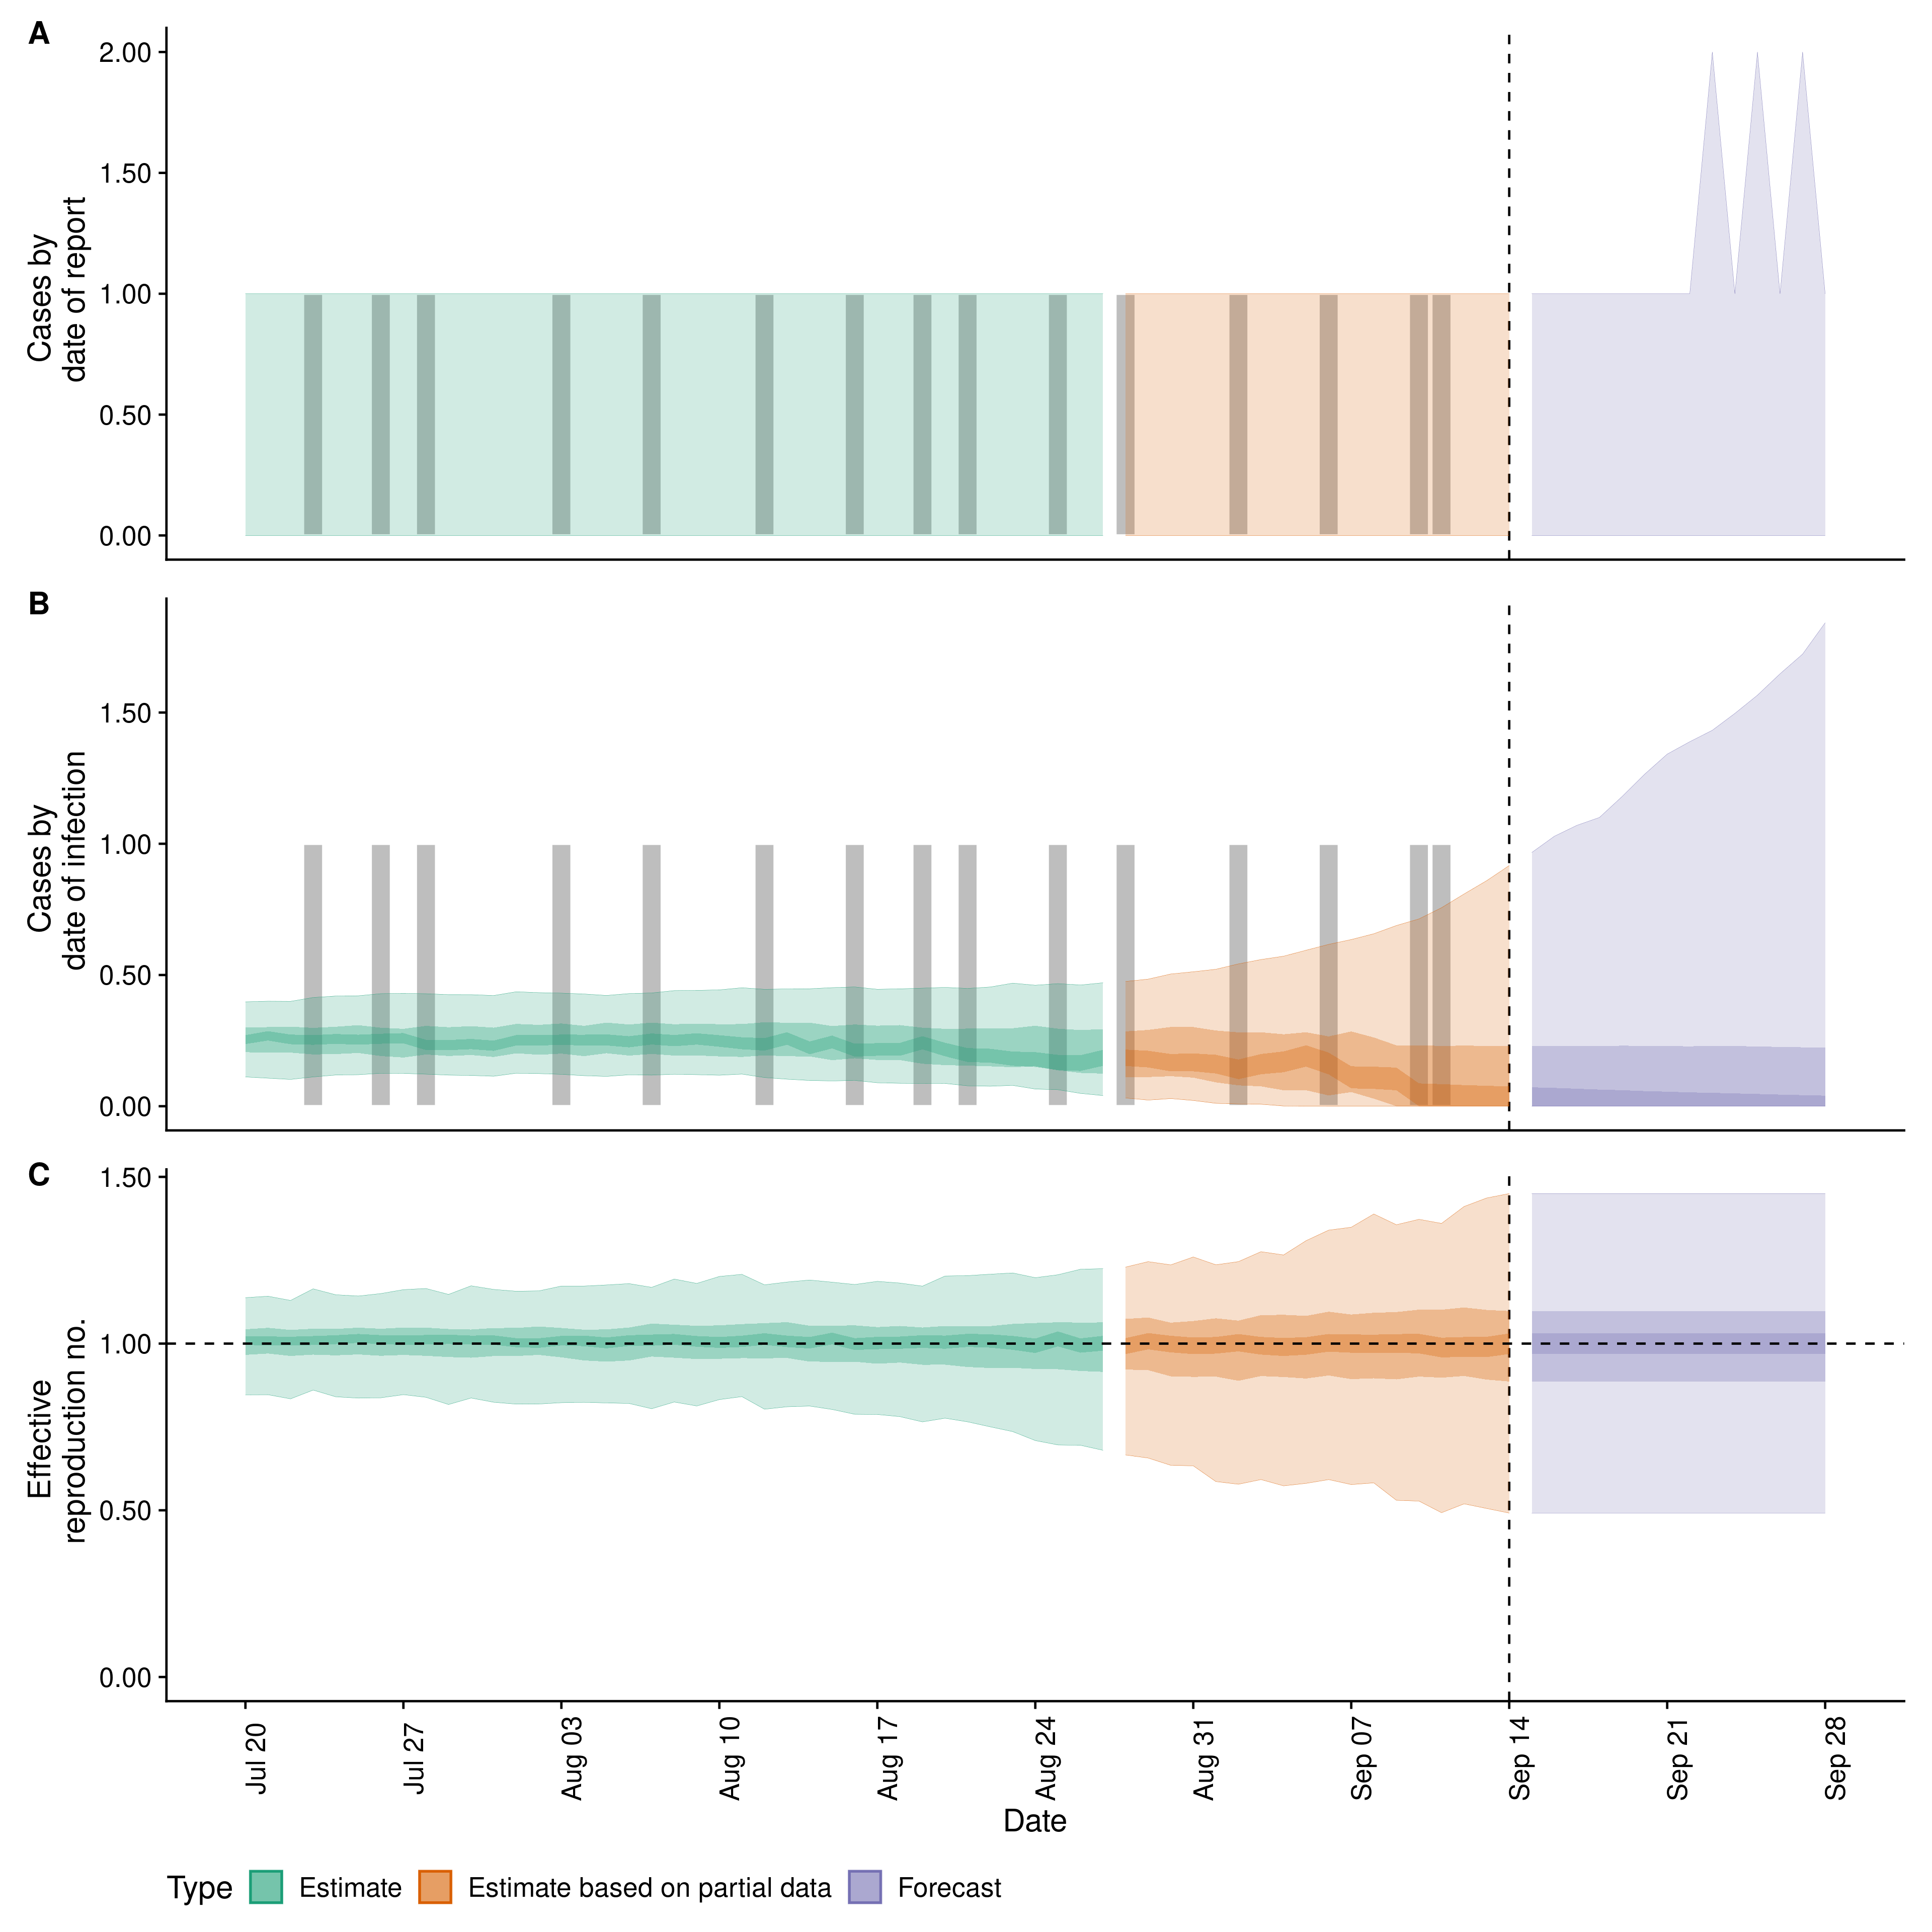 A
Cases by
date of report
2.00
1.50
1.00
0.50
0.00
B
Cases by
date of infection
1.50
1.00
0.50
0.00
C
Effective
reproduction no.
1.50
1.00
0.50
0.00
Jul 20
Jul 27
Aug 03
Aug 10
Aug 17
Aug 24
Aug 31
Sep 07
Sep 14
Sep 21
Sep 28
Date
Type Estimate Estimate based on partial data Forecast